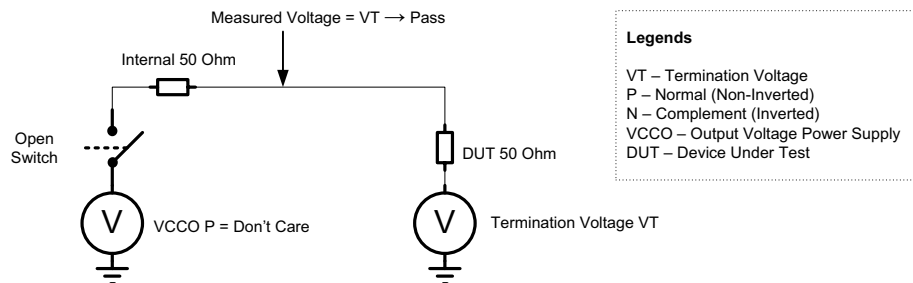 Measured Voltage = VT → Pass
Internal 50 Ohm
Open
Switch
DUT 50 Ohm
V
VCCO P = Don't Care
V
Termination Voltage VT
Legends
VT – Termination Voltage
P – Normal (Non-Inverted)
N – Complement (Inverted)
VCCO – Output Voltage Power Supply
DUT – Device Under Test